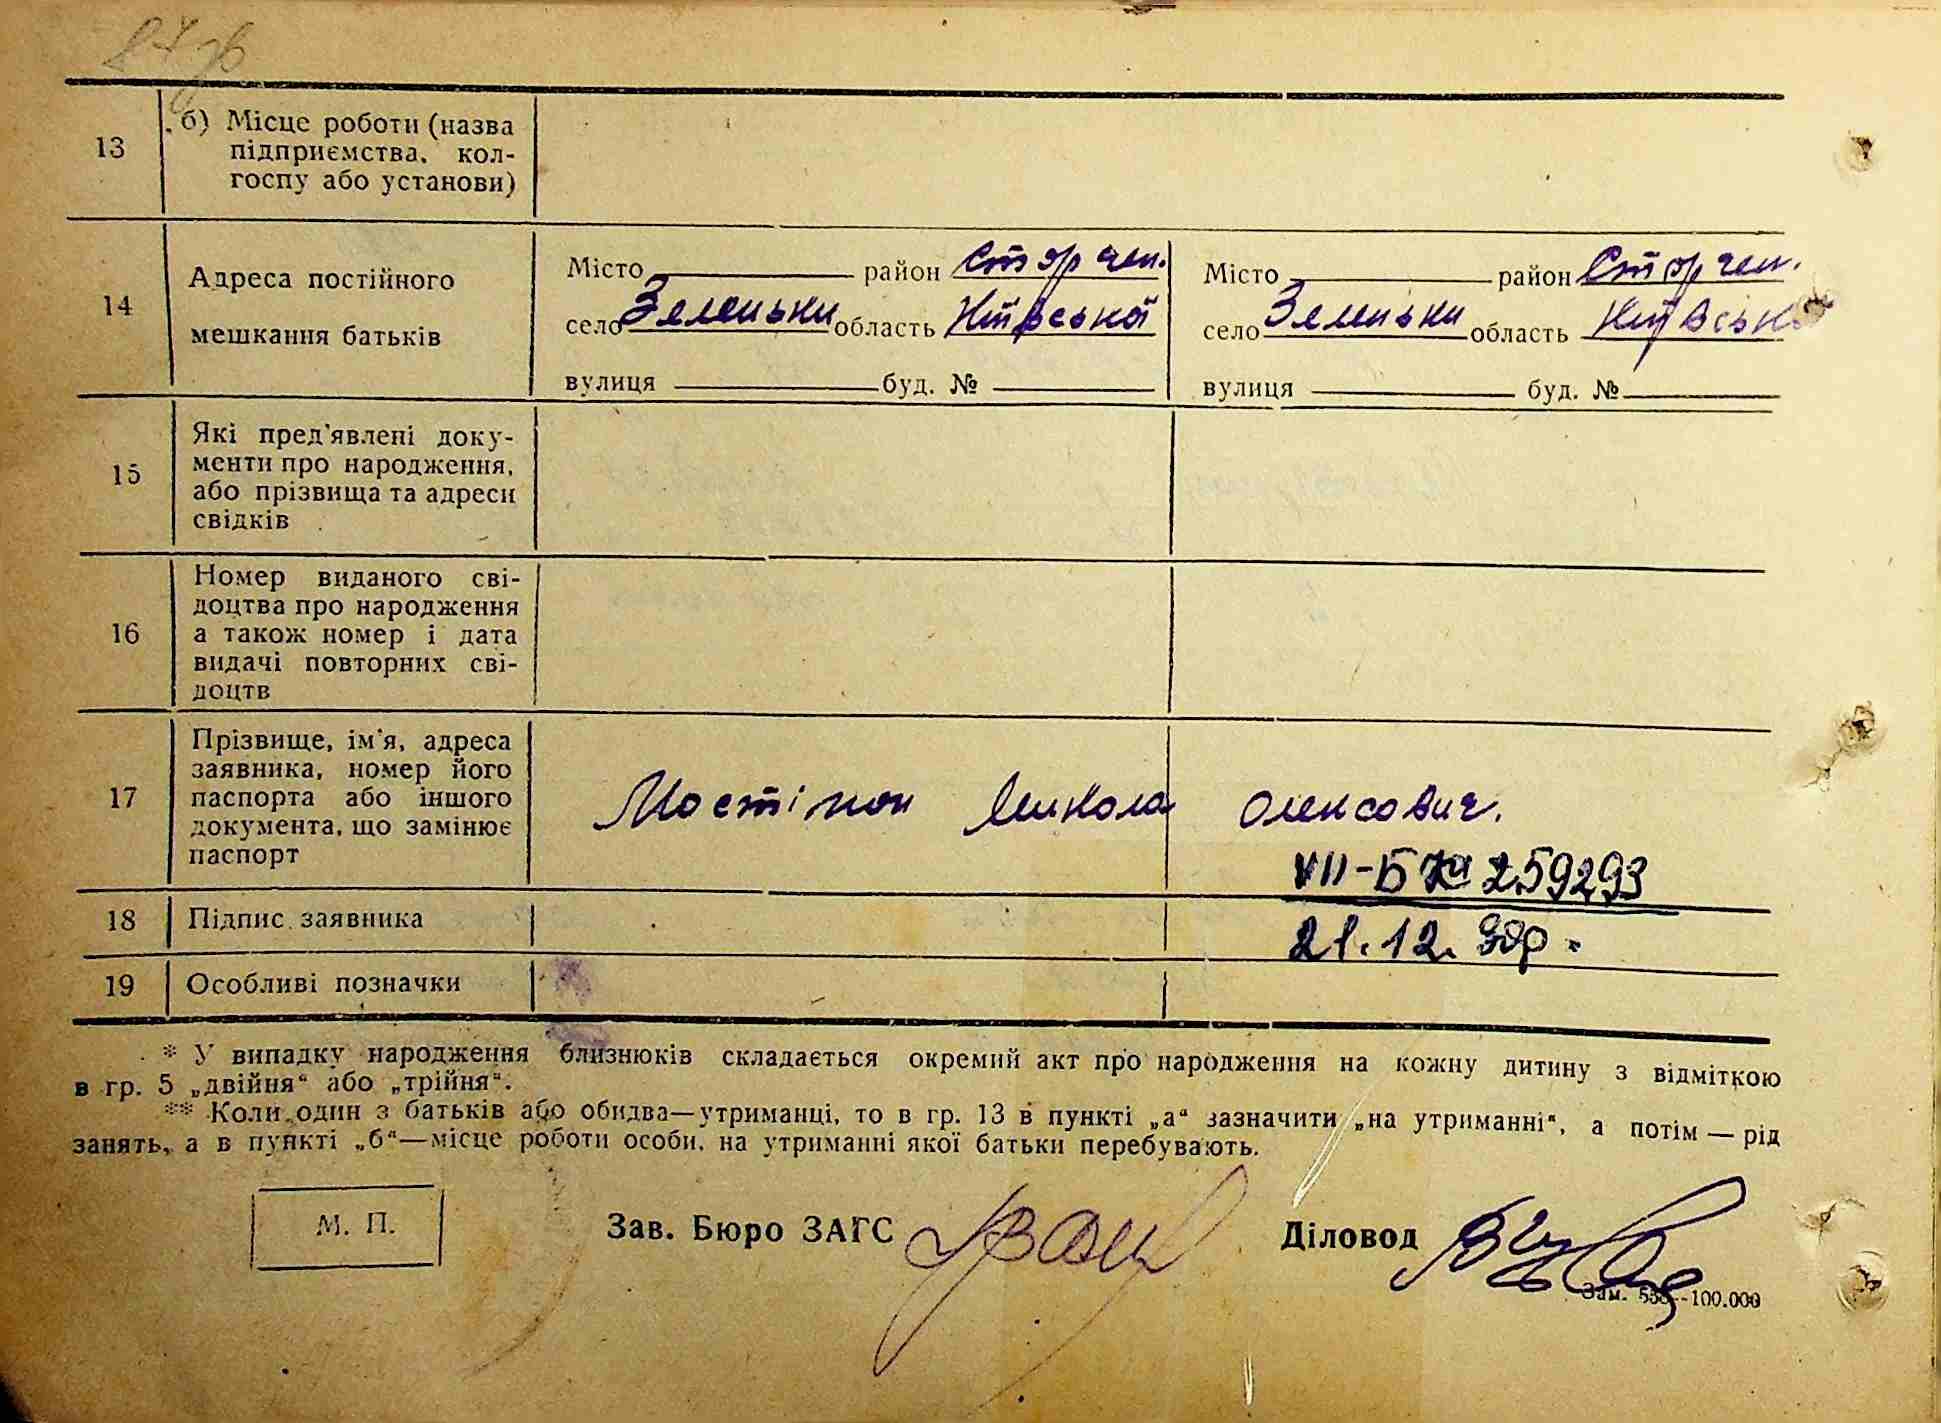 27зв
13 б) Місце роботи (назва
підприємства, кол-
госпу або установи)
14 Адреса постійного
мешкання батьків
Місто район село Зеленьки область Київської
вулиця буд. №
Місто район село Зеленьки область Київської
вулиця буд. №
15 Які пред'явлені доку-
менти про народження,
або прізвища та адреси
свідків
16 Номер виданого сві-
доцтва про народження
а також номер і дата
видачі повторних сві-
доцтв
17 Прізвище, ім'я, адреса
заявника, номер його
паспорта або іншого
документа, що замінює
паспорт
Микола Олексович.
VII-БК 259293
18 Підпис заявника
21.12.
19 Особливі позначки
* У випадку народження близнюків складається окремий акт про народження на кожну дитину з відміткою
в гр. 5 „двійня“ або „трійня“.
** Коли один з батьків або обидва—утриманці, то в гр. 13 в пункті „а“ зазначити „на утриманні“, а потім — рід
занять, а в пункті „б“—місце роботи особи, на утриманні якої батьки перебувають.
М. П. Зав. Бюро ЗАГС Діловод
Зам. —100.000